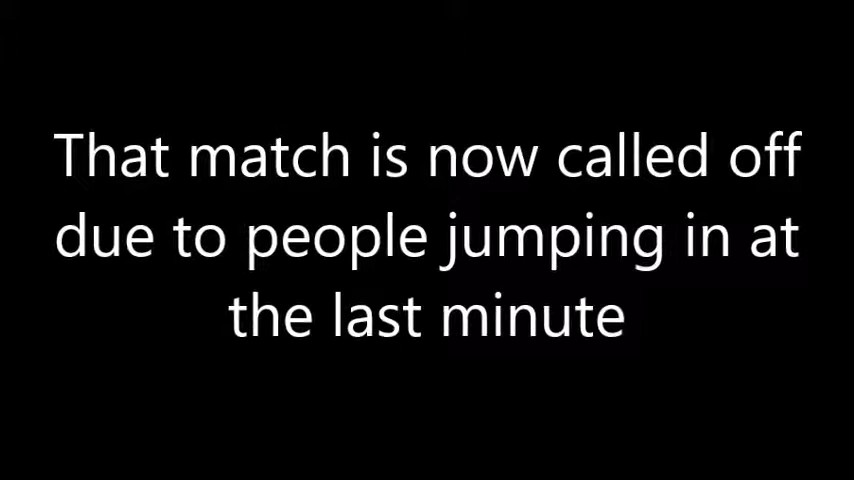 That match is now called off
due to people jumping in at
the last minute